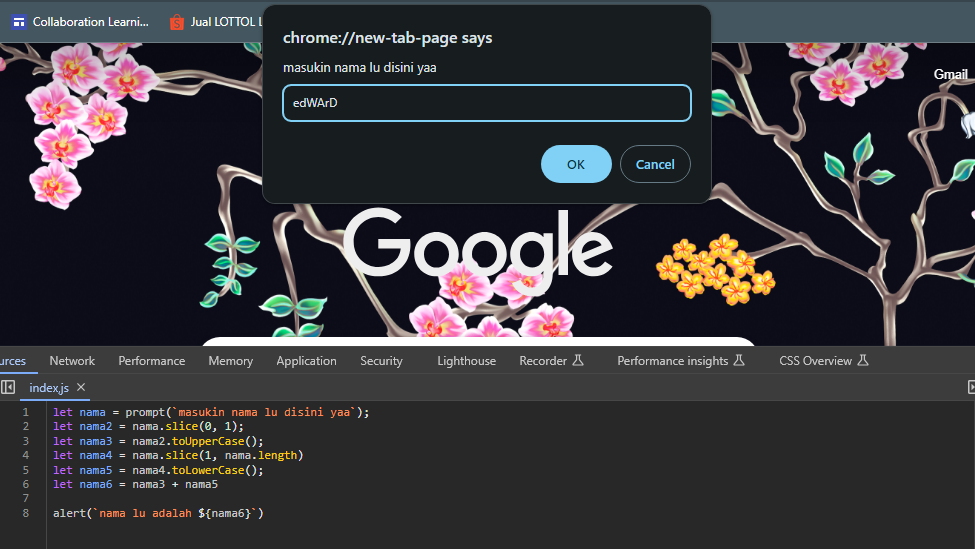 Collaboration Learni...
Jual LOTTOL L
chrome://new-tab-page says
masukin nama lu disini yaa
edWArD
OK
Cancel
Gmail
Google
urces
Network
Performance
Memory
Application
Security
Lighthouse
Recorder
Performance insights
CSS Overview
index.js
1 let nama = prompt(`masukin nama lu disini yaa`);
2 let nama2 = nama.slice(0, 1);
3 let nama3 = nama2.toUpperCase();
4 let nama4 = nama.slice(1, nama.length)
5 let nama5 = nama4.toLowerCase();
6 let nama6 = nama3 + nama5
7
8 alert(`nama lu adalah ${nama6}`)